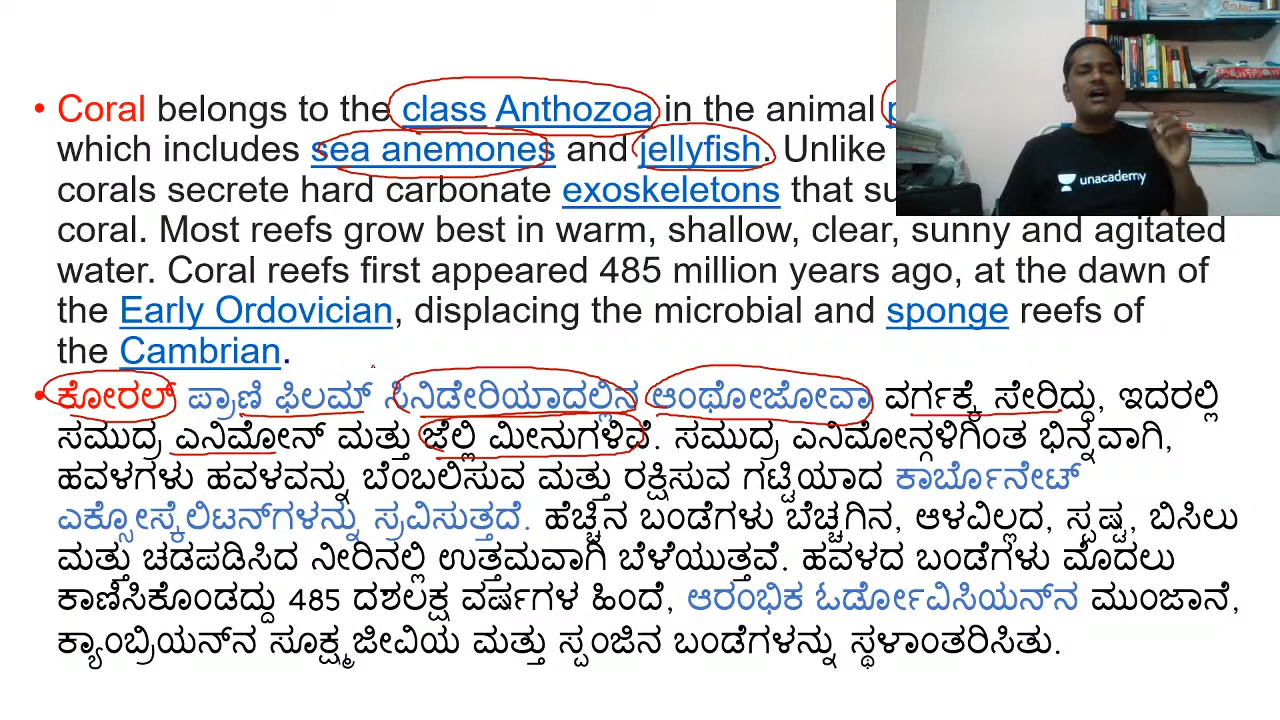 • Coral belongs to the class Anthozoa in the animal
which includes sea anemones and jellyfish. Unlike
corals secrete hard carbonate exoskeletons that
coral. Most reefs grow best in warm, shallow, clear, sunny and agitated
water. Coral reefs first appeared 485 million years ago, at the dawn of
the Early Ordovician, displacing the microbial and sponge reefs of
the Cambrian.
• ಕೋರಲ್ ಪ್ರಾಣಿ ಫಿಲಮ್ ಸಿನಿಡೇರಿಯಾದಲ್ಲಿನ ಆಂಥೋಜೋವಾ ವರ್ಗಕ್ಕೆ ಸೇರಿದ್ದು, ಇದರಲ್ಲಿ
ಸಮುದ್ರ ಎನಿಮೋನ್ ಮತ್ತು ಜೆಲ್ಲಿ ಮೀನುಗಳಿವೆ. ಸಮುದ್ರ ಎನಿಮೋನ್ಗಳಿಗಿಂತ ಭಿನ್ನವಾಗಿ,
ಹವಳಗಳು ಹವಳವನ್ನು ಬೆಂಬಲಿಸುವ ಮತ್ತು ರಕ್ಷಿಸುವ ಗಟ್ಟಿಯಾದ ಕಾರ್ಬೊನೇಟ್
ಎಕ್ಸೋಸ್ಕೆಲಿಟನ್‌ಗಳನ್ನು ಸ್ರವಿಸುತ್ತದೆ. ಹೆಚ್ಚಿನ ಬಂಡೆಗಳು ಬೆಚ್ಚಗಿನ, ಆಳವಿಲ್ಲದ, ಸ್ಪಷ್ಟ, ಬಿಸಿಲು
ಮತ್ತು ಚಡಪಡಿಸಿದ ನೀರಿನಲ್ಲಿ ಉತ್ತಮವಾಗಿ ಬೆಳೆಯುತ್ತವೆ. ಹವಳದ ಬಂಡೆಗಳು ಮೊದಲು
ಕಾಣಿಸಿಕೊಂಡದ್ದು 485 ದಶಲಕ್ಷ ವರ್ಷಗಳ ಹಿಂದೆ, ಆರಂಭಿಕ ಓರ್ಡೋವಿಸಿಯನ್‌ನ ಮುಂಜಾನೆ,
ಕ್ಯಾಂಬ್ರಿಯನ್‌ನ ಸೂಕ್ಷ್ಮಜೀವಿಯ ಮತ್ತು ಸ್ಪಂಜಿನ ಬಂಡೆಗಳನ್ನು ಸ್ಥಳಾಂತರಿಸಿತು.
unacademy